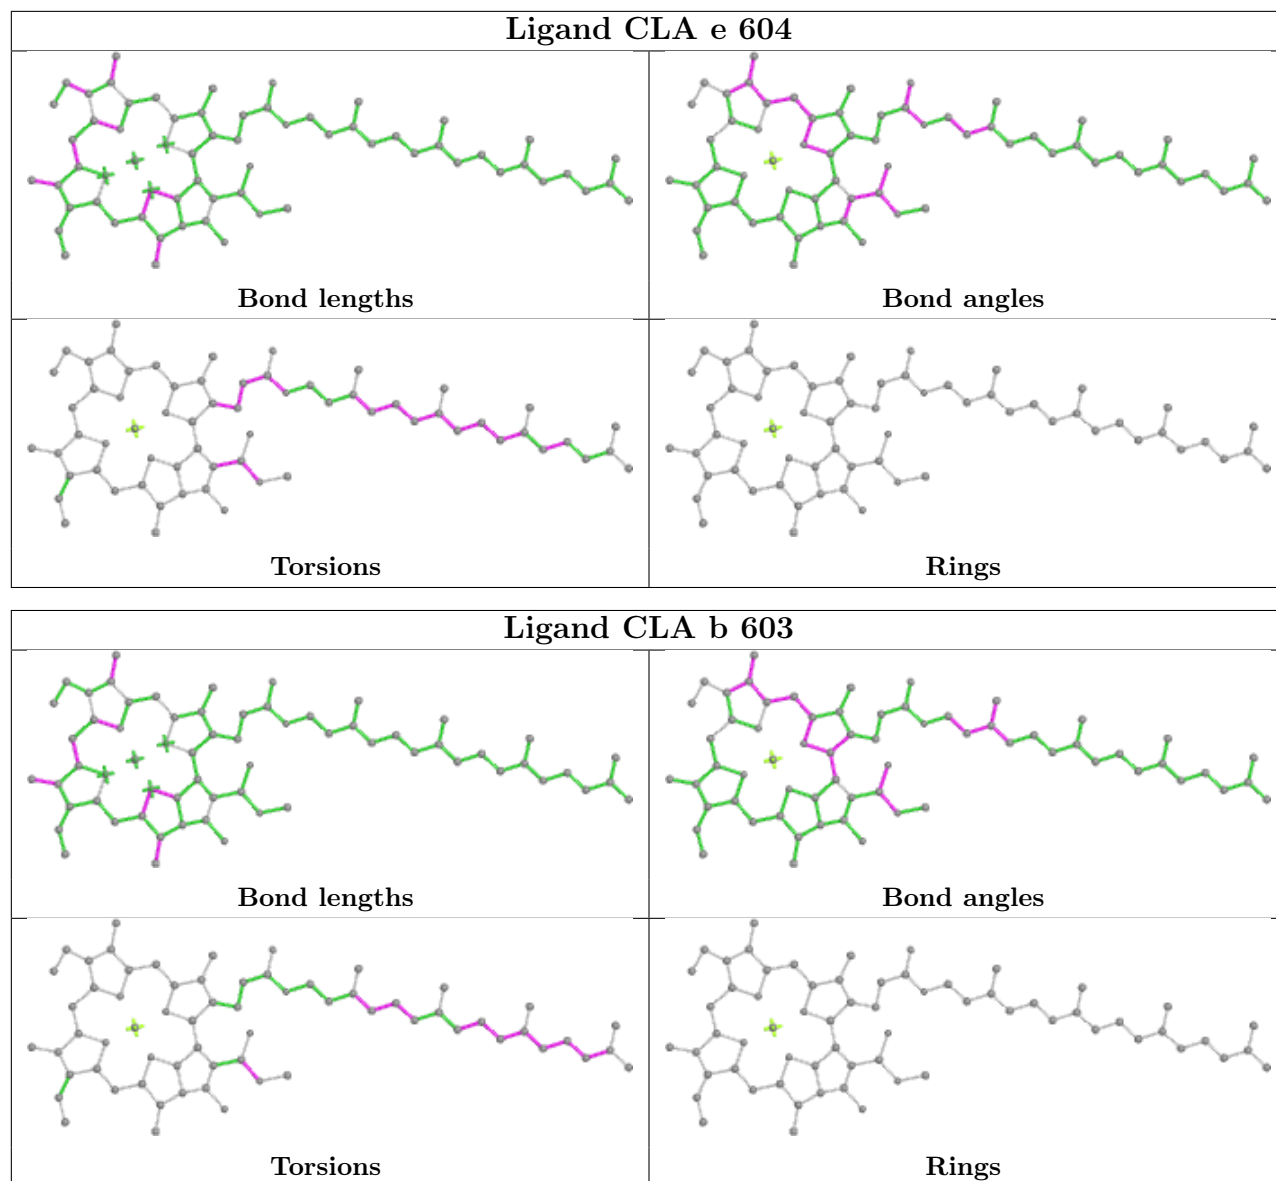 Ligand CLA e 604
Bond lengths
Bond angles
Torsions
Rings
Ligand CLA b 603
Bond lengths
Bond angles
Torsions
Rings